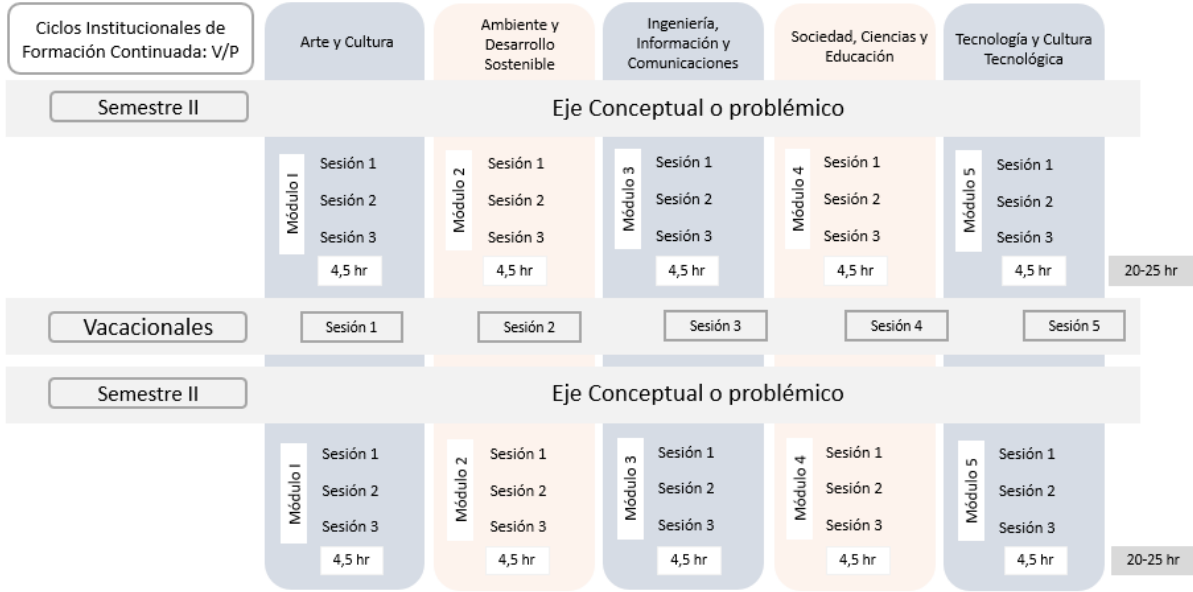 Ciclos Institucionales de
Formación Continuada: V/P
Arte y Cultura
Ambiente y
Desarrollo
Sostenible
Ingeniería,
Información y
Comunicaciones
Sociedad, Ciencias y
Educación
Tecnología y Cultura
Tecnológica
Semestre II
Eje Conceptual o problémico
Módulo I
Sesión 1
Sesión 2
Sesión 3
4,5 hr
Módulo 2
Sesión 1
Sesión 2
Sesión 3
4,5 hr
Módulo 3
Sesión 1
Sesión 2
Sesión 3
4,5 hr
Módulo 4
Sesión 1
Sesión 2
Sesión 3
4,5 hr
Módulo 5
Sesión 1
Sesión 2
Sesión 3
4,5 hr
20-25 hr
Vacacionales
Sesión 1
Sesión 2
Sesión 3
Sesión 4
Sesión 5
Semestre II
Eje Conceptual o problémico
Módulo I
Sesión 1
Sesión 2
Sesión 3
4,5 hr
Módulo 2
Sesión 1
Sesión 2
Sesión 3
4,5 hr
Módulo 3
Sesión 1
Sesión 2
Sesión 3
4,5 hr
Módulo 4
Sesión 1
Sesión 2
Sesión 3
4,5 hr
Módulo 5
Sesión 1
Sesión 2
Sesión 3
4,5 hr
20-25 hr